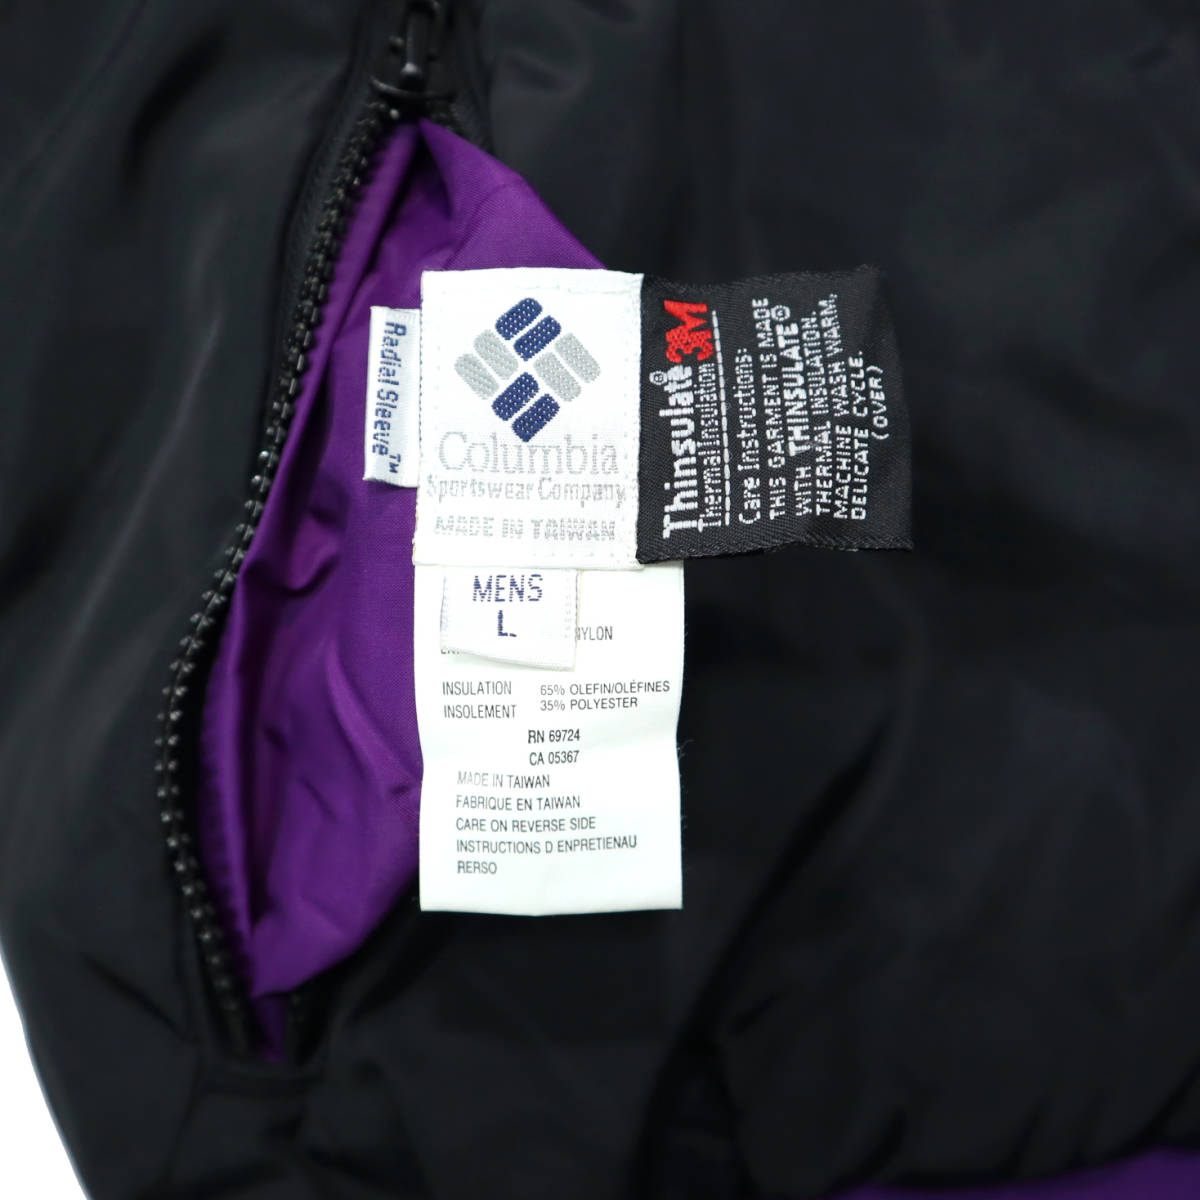 Radial Sleeve™
Columbia
Sportswear Company
MADE IN TAIWAN
Thinsulate© 3M
Thermal Insulation
Care Instructions:
THIS GARMENT IS MADE
WITH THINSULATE©
THERMAL INSULATION.
MACHINE WASH WARM,
DELICATE CYCLE.
(OVER)
MENS
L
NYLON
INSULATION 65% OLEFIN/OLÉFINES
INSOLEMENT 35% POLYESTER
RN 69724
CA 05367
MADE IN TAIWAN
FABRIQUE EN TAIWAN
CARE ON REVERSE SIDE
INSTRUCTIONS D ENPRETIENAU
RERSO